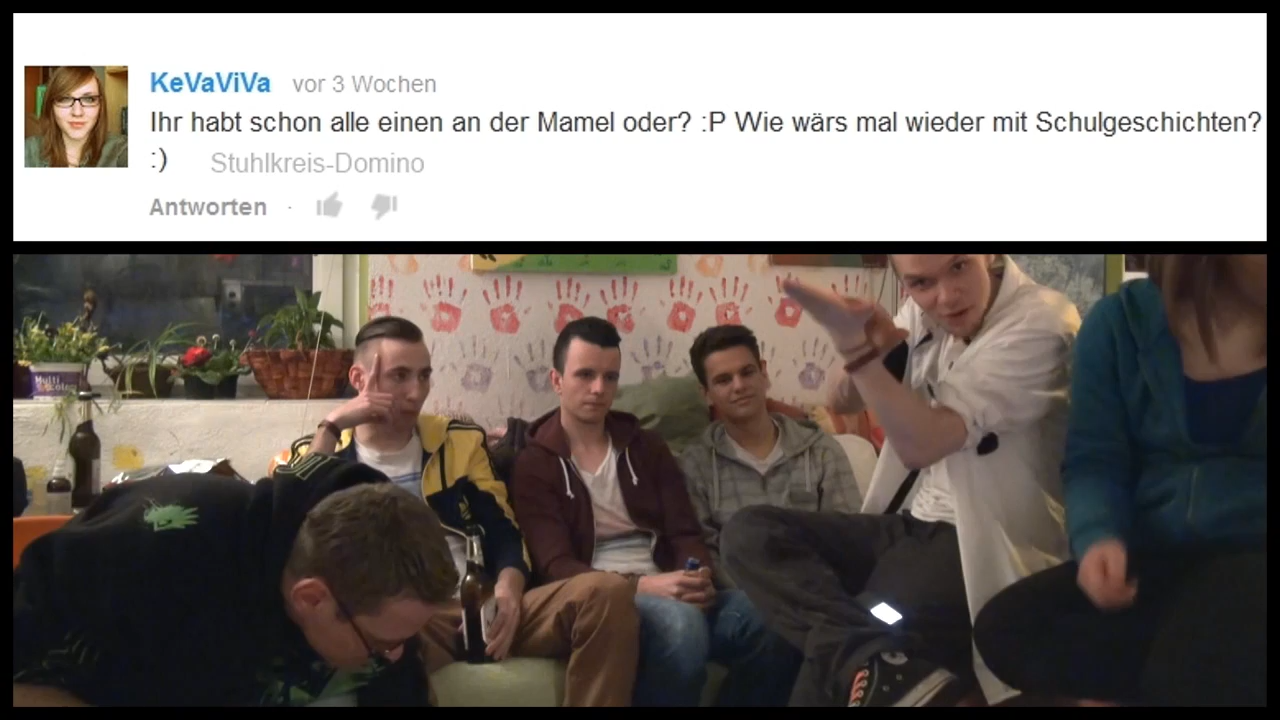 KeVaViVa vor 3 Wochen
Ihr habt schon alle einen an der Mamel oder? :P Wie wärs mal wieder mit Schulgeschichten?
:) Stuhlkreis-Domino
Antworten ·
Multi